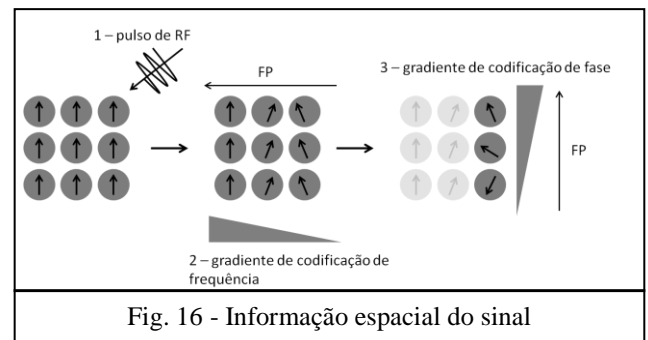 1 – pulso de RF
FP
3 – gradiente de codificação de fase
FP
2 – gradiente de codificação de
frequência
Fig. 16 - Informação espacial do sinal